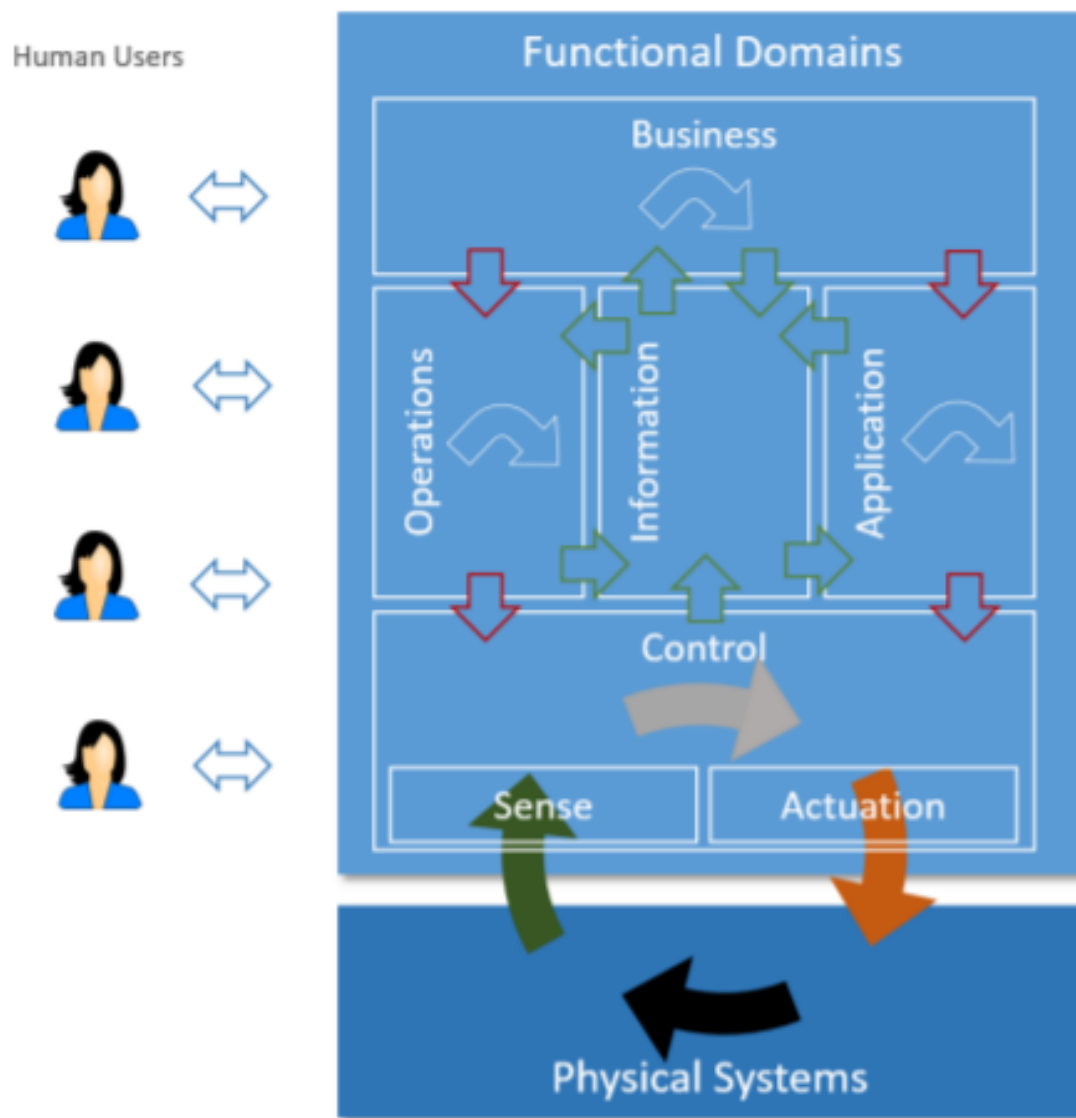 Human Users
Functional Domains
Business
Operations
Information
Application
Control
Sense
Actuation
Physical Systems